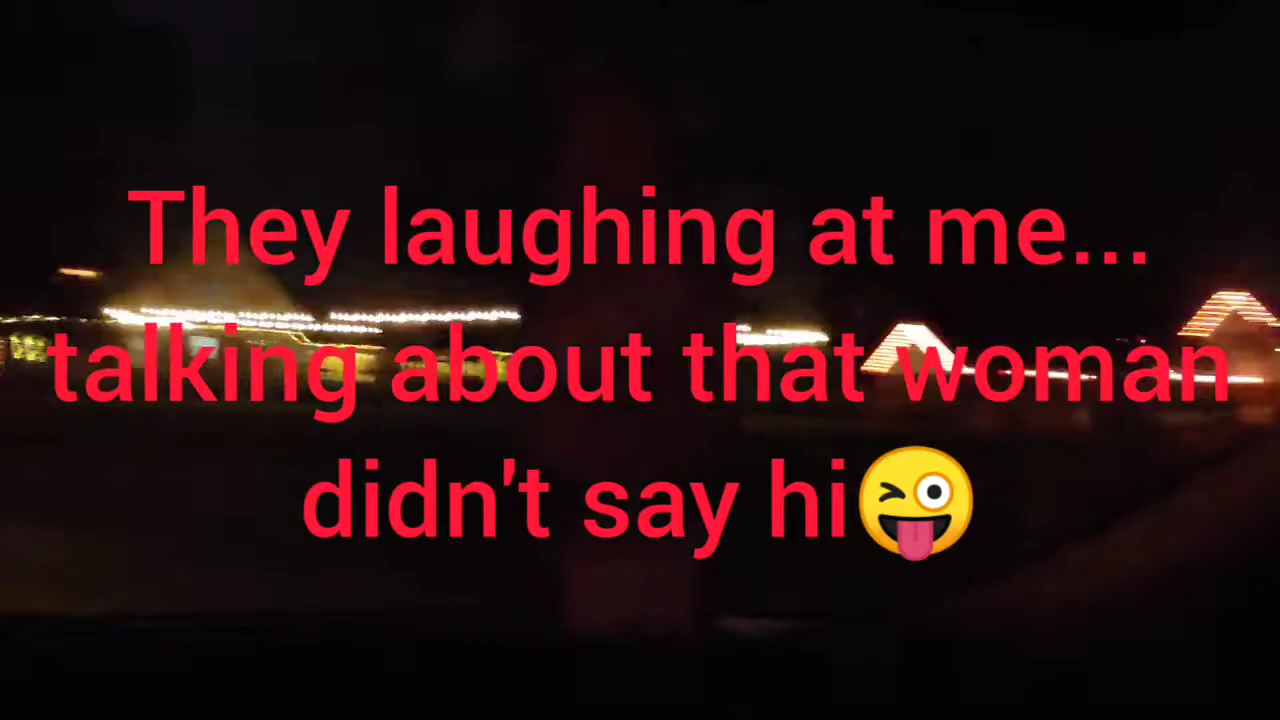 They laughing at me...
talking about that woman
didn't say hi😜